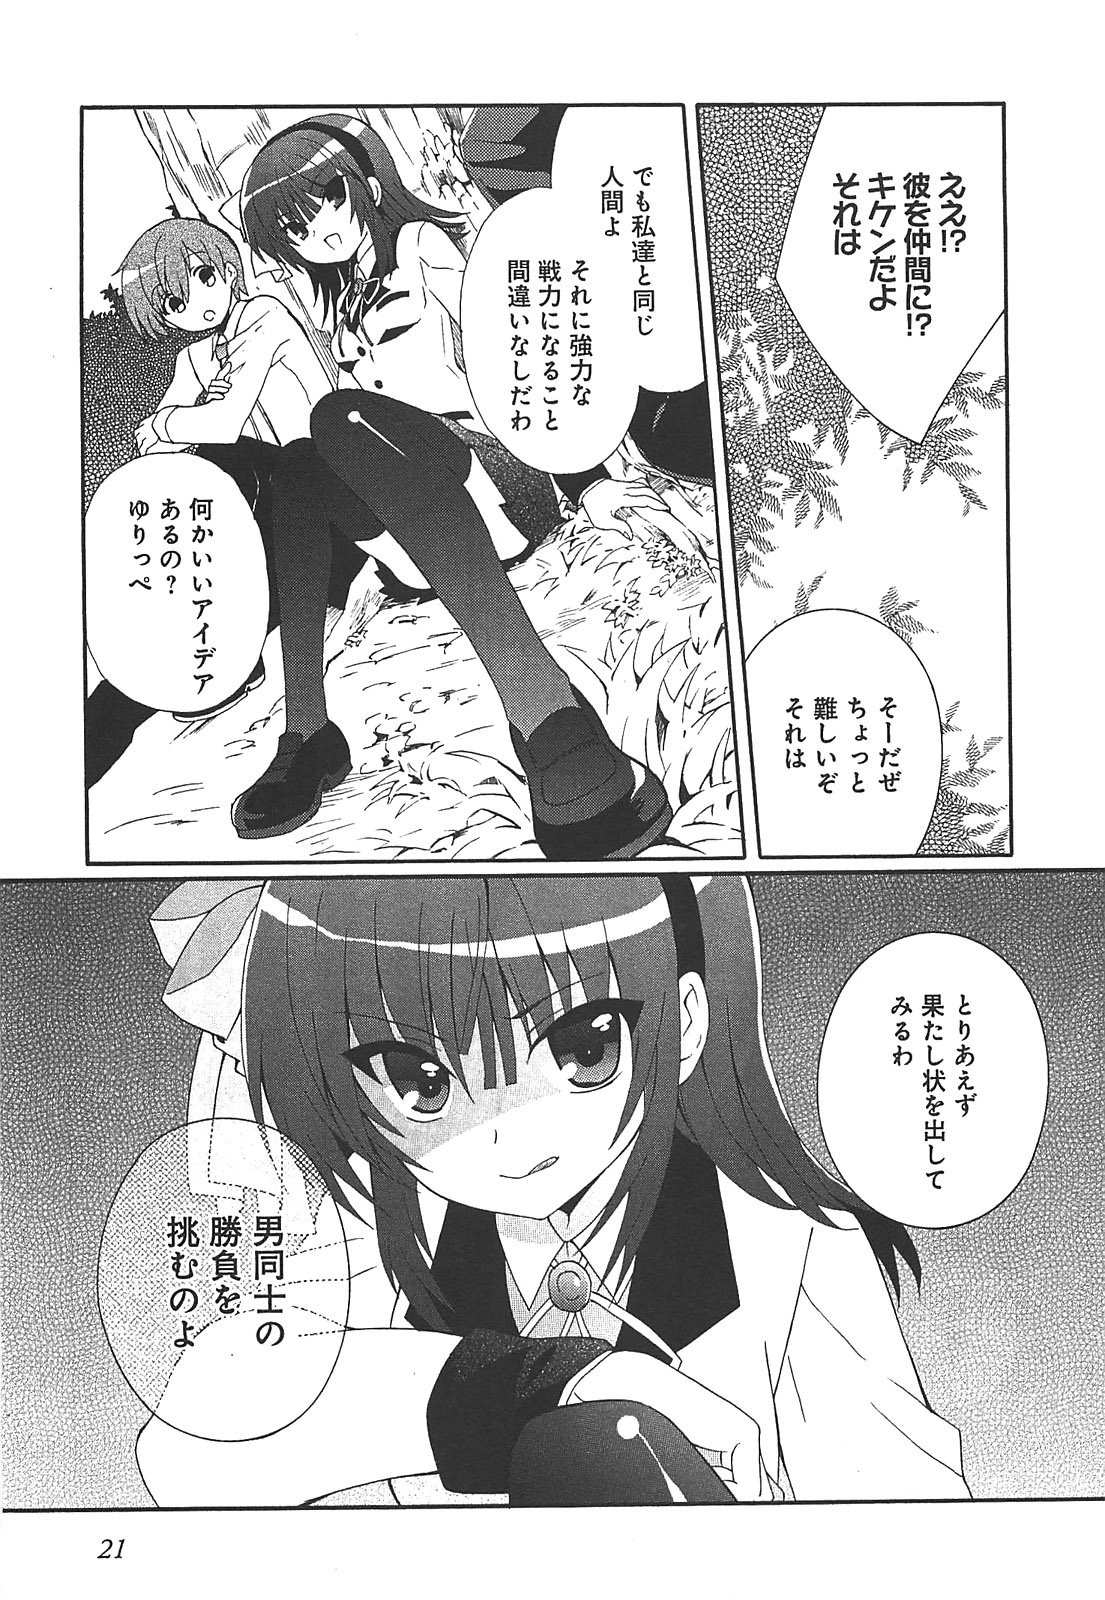 ええ!?
彼を仲間に!?
キケンだよ
それは
そーだぜ
ちょっと
難しいぞ
それは
でも私達と同じ
人間よ
それに強力な
戦力になること
間違いなしだわ
何かいいアイデア
あるの?
ゆりっぺ
とりあえず
果たし状を出して
みるわ
男同士の
勝負を
挑むのよ
21